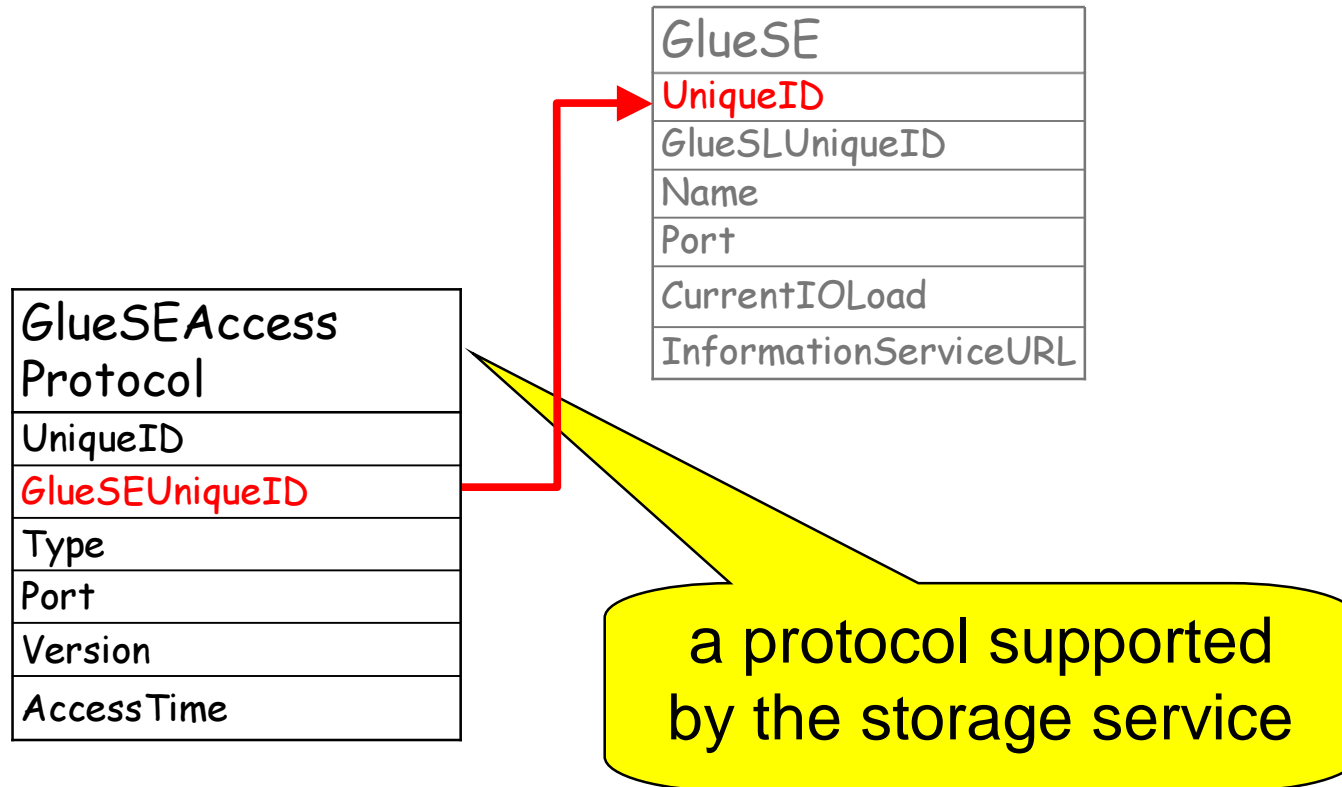 GlueSE
UniqueID
GlueSLUniqueID
Name
Port
CurrentIOLoad
InformationServiceURL
GlueSEAccess
Protocol
UniqueID
GlueSEUniqueID
Type
Port
Version
AccessTime
a protocol supported
by the storage service